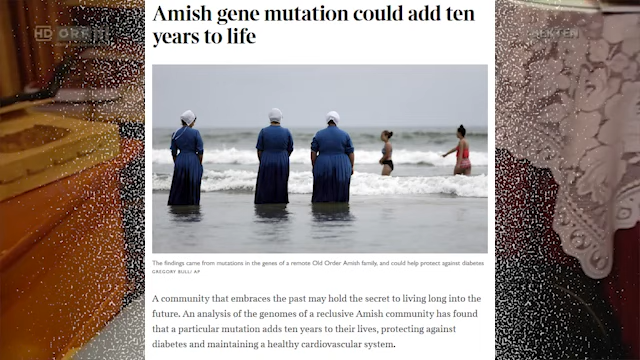 Amish gene mutation could add ten
years to life
The findings came from mutations in the genes of a remote Old Order Amish family, and could help protect against diabetes
GREGORY BULL/ AP
A community that embraces the past may hold the secret to living long into the
future. An analysis of the genomes of a reclusive Amish community has found
that a particular mutation adds ten years to their lives, protecting against
diabetes and maintaining a healthy cardiovascular system.
HD